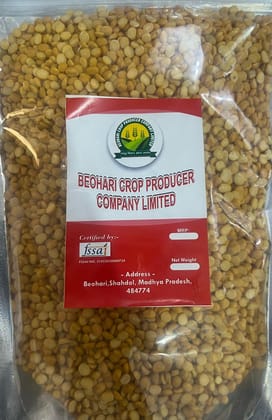 BEOHARI CROP PRODUCER
COMPANY LIMITED
Certified by:-
fssai
MRP:-
Net Weight:-
- Address -
Beohari,Shahdol, Madhya Pradesh,
484774